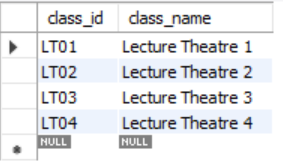 class_id class_name
LT01 Lecture Theatre 1
LT02 Lecture Theatre 2
LT03 Lecture Theatre 3
LT04 Lecture Theatre 4
NULL NULL